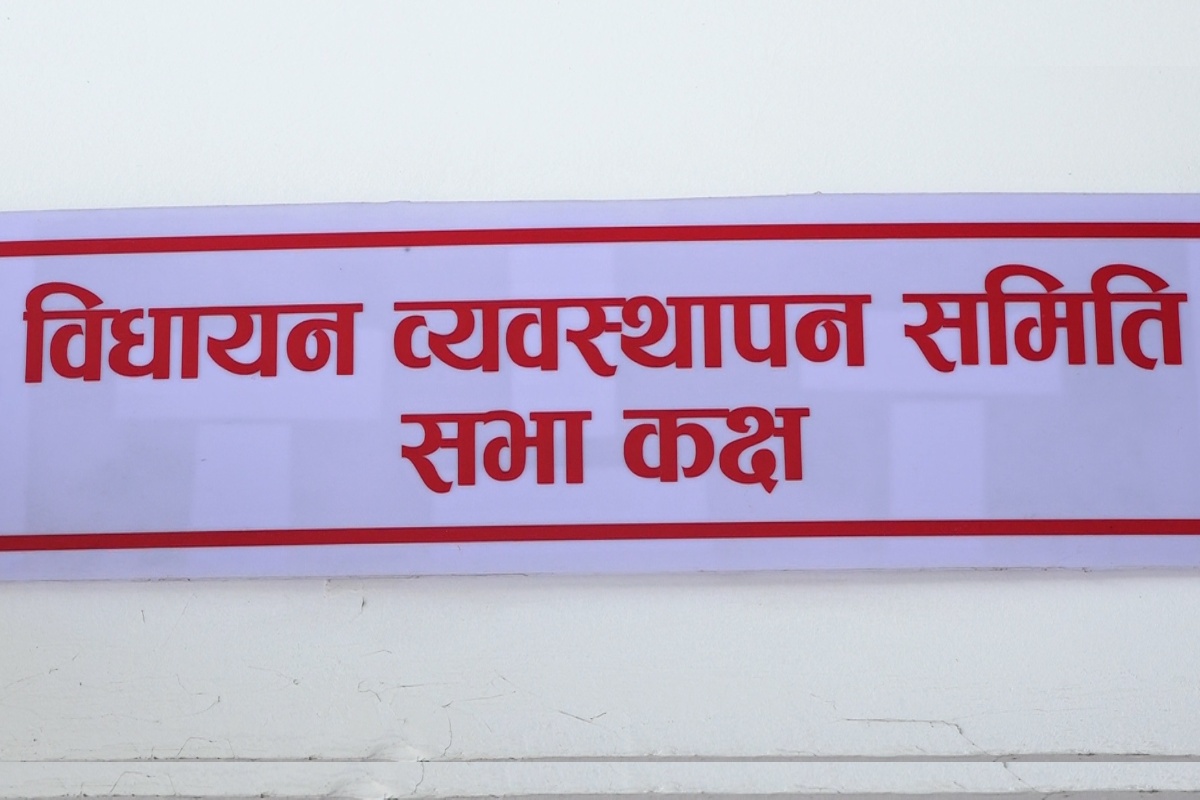 विधायन व्यवस्थापन समिति
सभा कक्ष